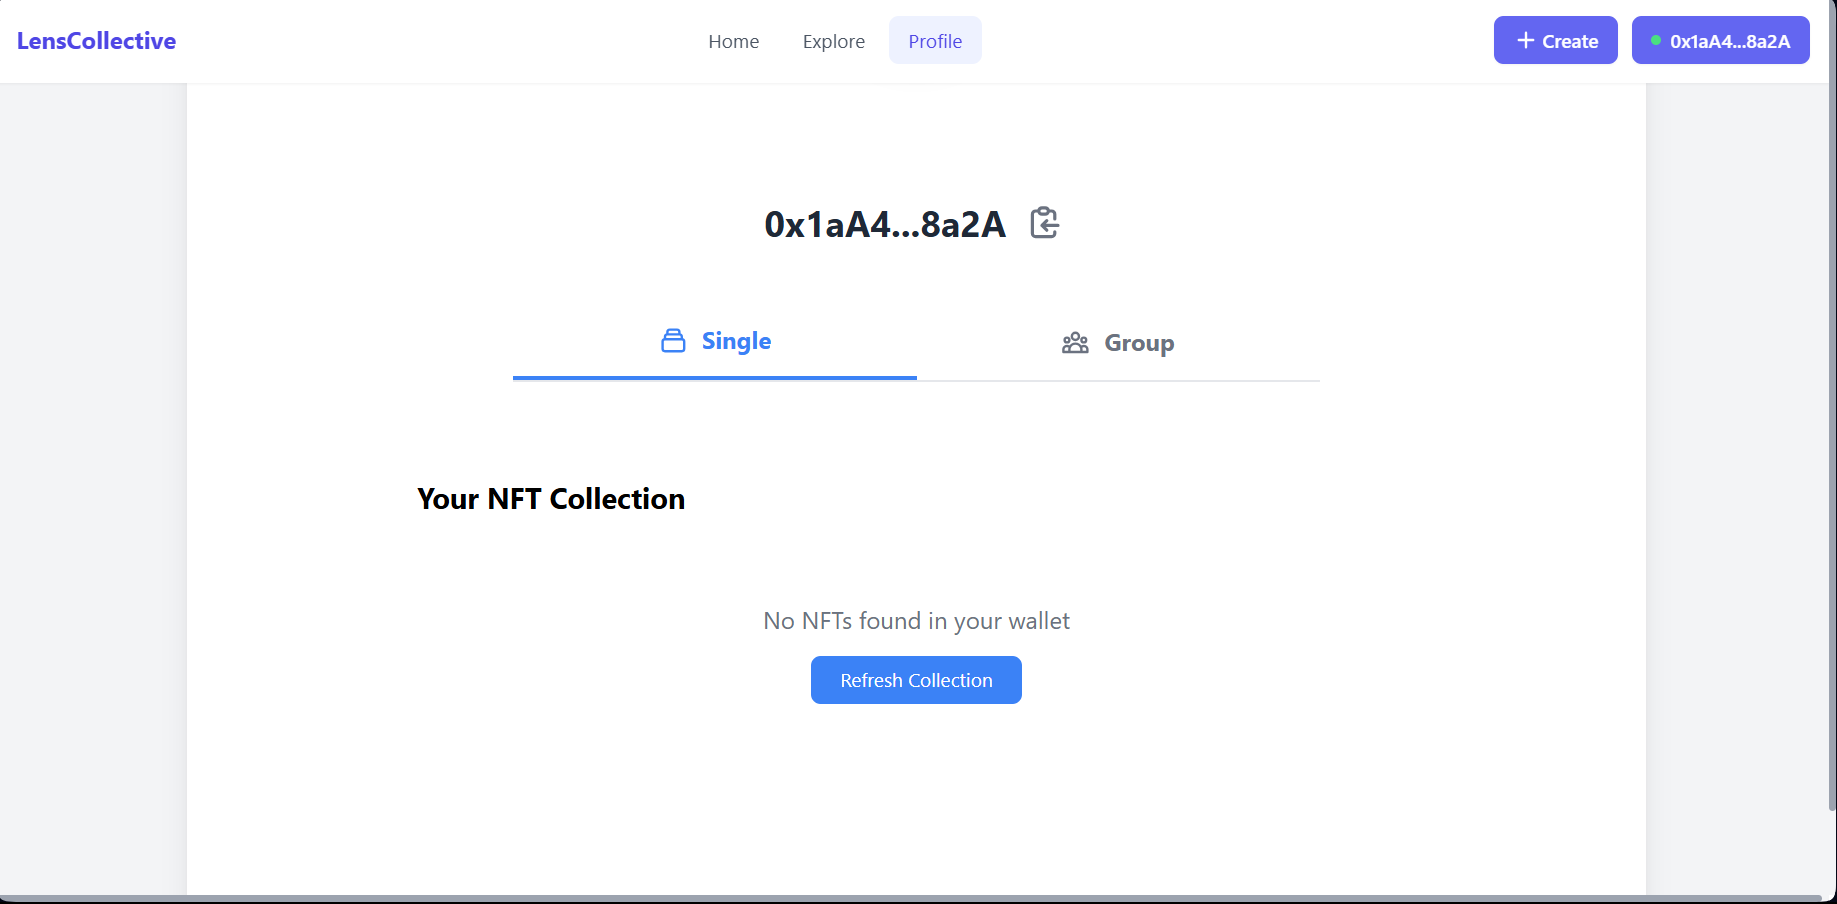 LensCollective
Home
Explore
Profile
Create
0x1aA4...8a2A
0x1aA4...8a2A
Single
Group
Your NFT Collection
No NFTs found in your wallet
Refresh Collection